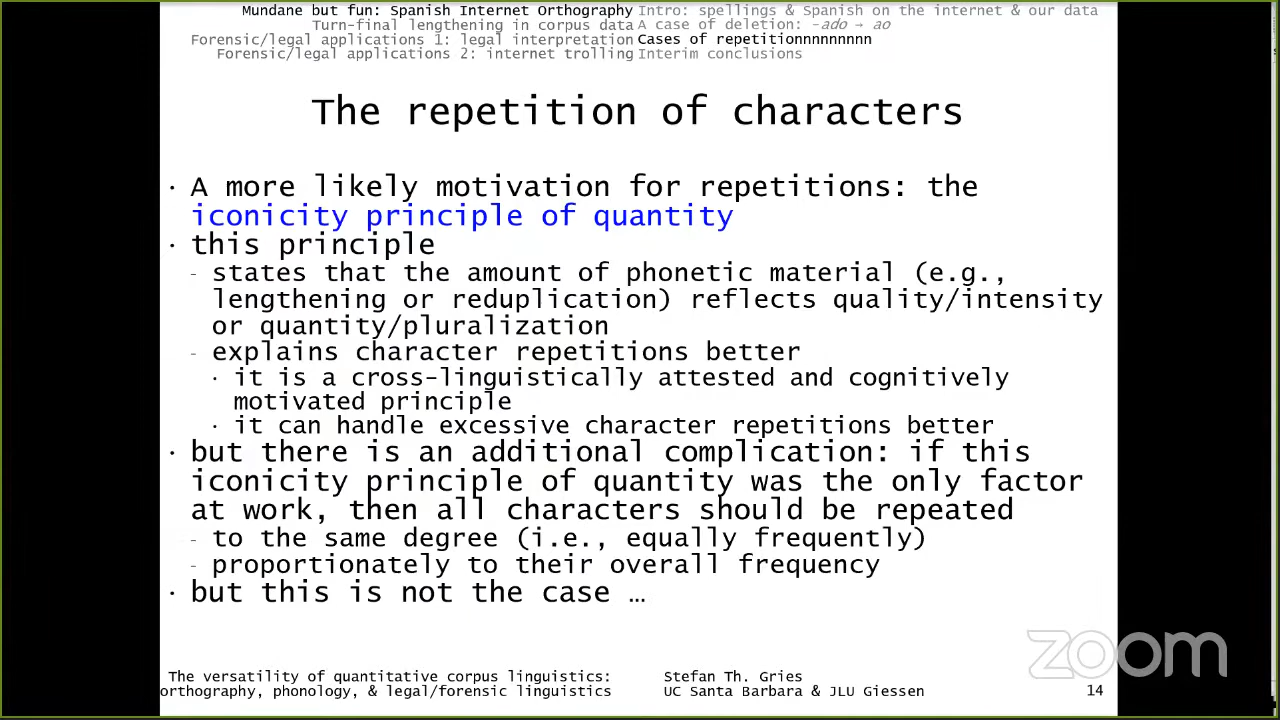 Mundane but fun: Spanish Internet Orthography Intro: spellings & Spanish on the internet & our data
Turn-final lengthening in corpus data A case of deletion: -ado → ao
Forensic/legal applications 1: legal interpretation Cases of repetitionnnnnnnnn
Forensic/legal applications 2: internet trolling Interim conclusions
The repetition of characters
· A more likely motivation for repetitions: the
iconicity principle of quantity
· this principle
- states that the amount of phonetic material (e.g.,
lengthening or reduplication) reflects quality/intensity
or quantity/pluralization
- explains character repetitions better
· it is a cross-linguistically attested and cognitively
motivated principle
· it can handle excessive character repetitions better
· but there is an additional complication: if this
iconicity principle of quantity was the only factor
at work, then all characters should be repeated
- to the same degree (i.e., equally frequently)
- proportionately to their overall frequency
· but this is not the case …
zoom
The versatility of quantitative corpus linguistics: Stefan Th. Gries
orthography, phonology, & legal/forensic linguistics UC Santa Barbara & JLU Giessen 14